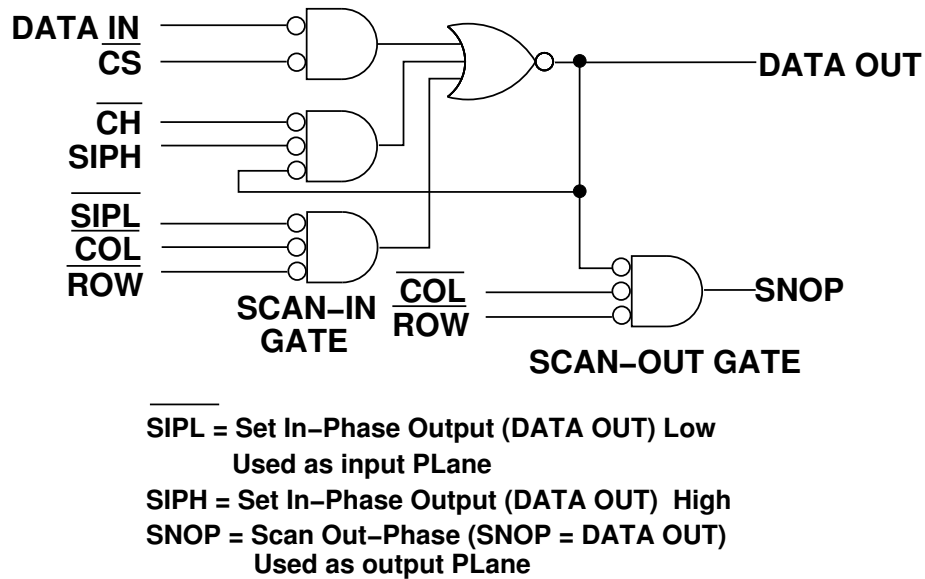 DATA IN
CS
DATA OUT
CH
SIPH
SIPL
COL
ROW
SCAN–IN
GATE
COL
ROW
SNOP
SCAN–OUT GATE
SIPL = Set In–Phase Output (DATA OUT) Low
Used as input PLane
SIPH = Set In–Phase Output (DATA OUT) High
SNOP = Scan Out–Phase (SNOP = DATA OUT)
Used as output PLane